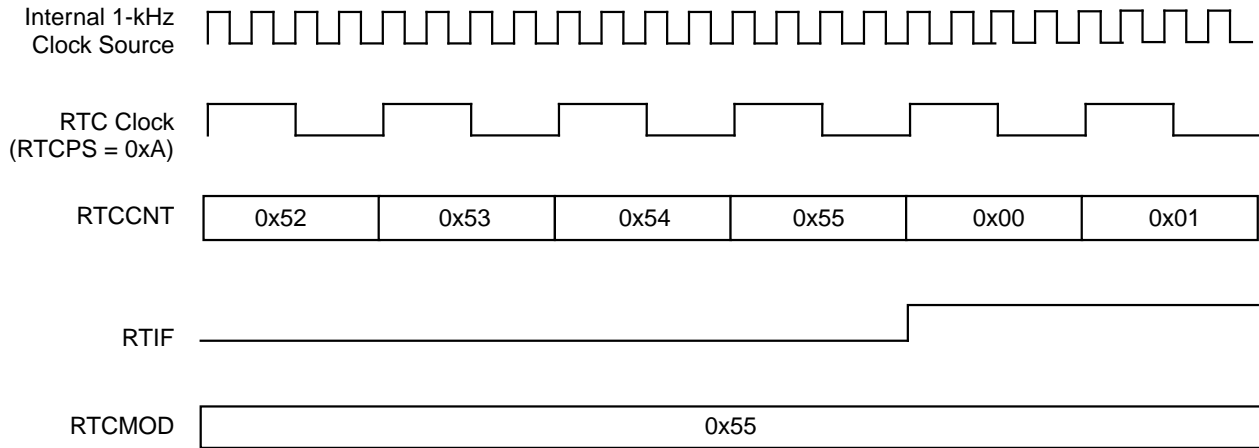 Internal 1-kHz
Clock Source
RTC Clock
(RTCPS = 0xA)
RTCCNT
0x52 0x53 0x54 0x55 0x00 0x01
RTIF
RTCMOD
0x55